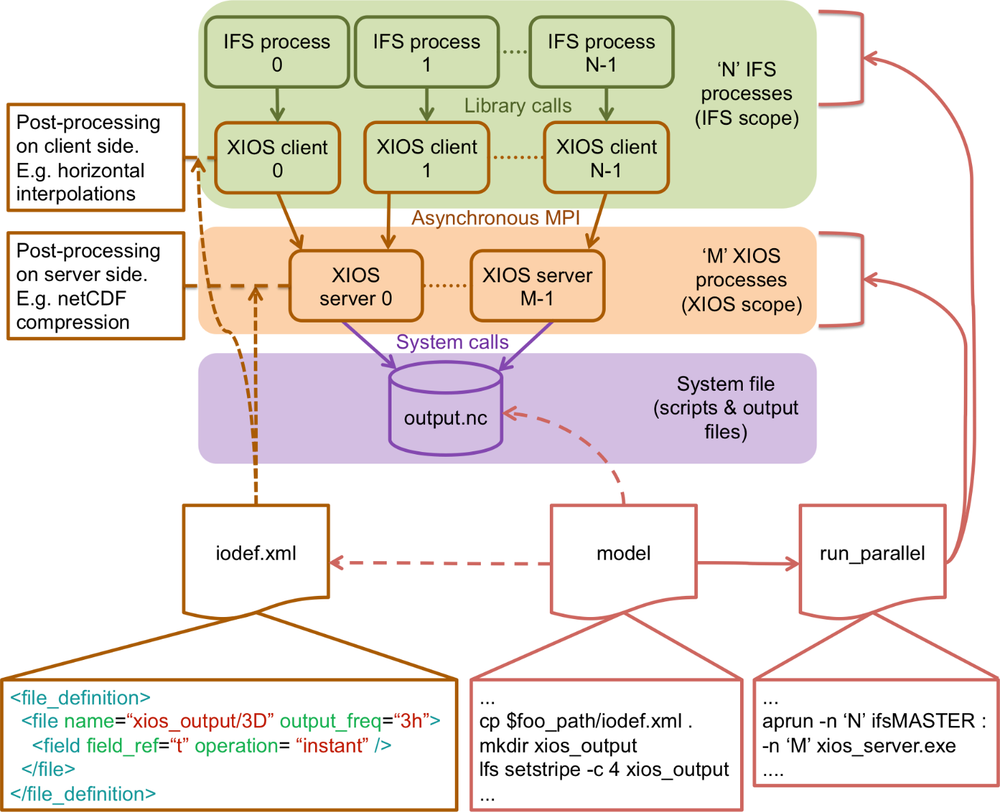 IFS process
0
IFS process
1
IFS process
N-1
‘N’ IFS
processes
(IFS scope)
Library calls
Post-processing
on client side.
E.g. horizontal
interpolations
XIOS client
0
XIOS client
1
XIOS client
N-1
Asynchronous MPI
Post-processing
on server side.
E.g. netCDF
compression
XIOS
server 0
XIOS server
M-1
‘M’ XIOS
processes
(XIOS scope)
System calls
output.nc
System file
(scripts & output
files)
iodef.xml
model
run_parallel
<file_definition>
<file name=“xios_output/3D” output_freq=“3h”>
<field field_ref=“t” operation= “instant” />
</file>
</file_definition>
...
cp $foo_path/iodef.xml .
mkdir xios_output
lfs setstripe -c 4 xios_output
...
...
aprun -n ‘N’ ifsMASTER :
-n ‘M’ xios_server.exe
....